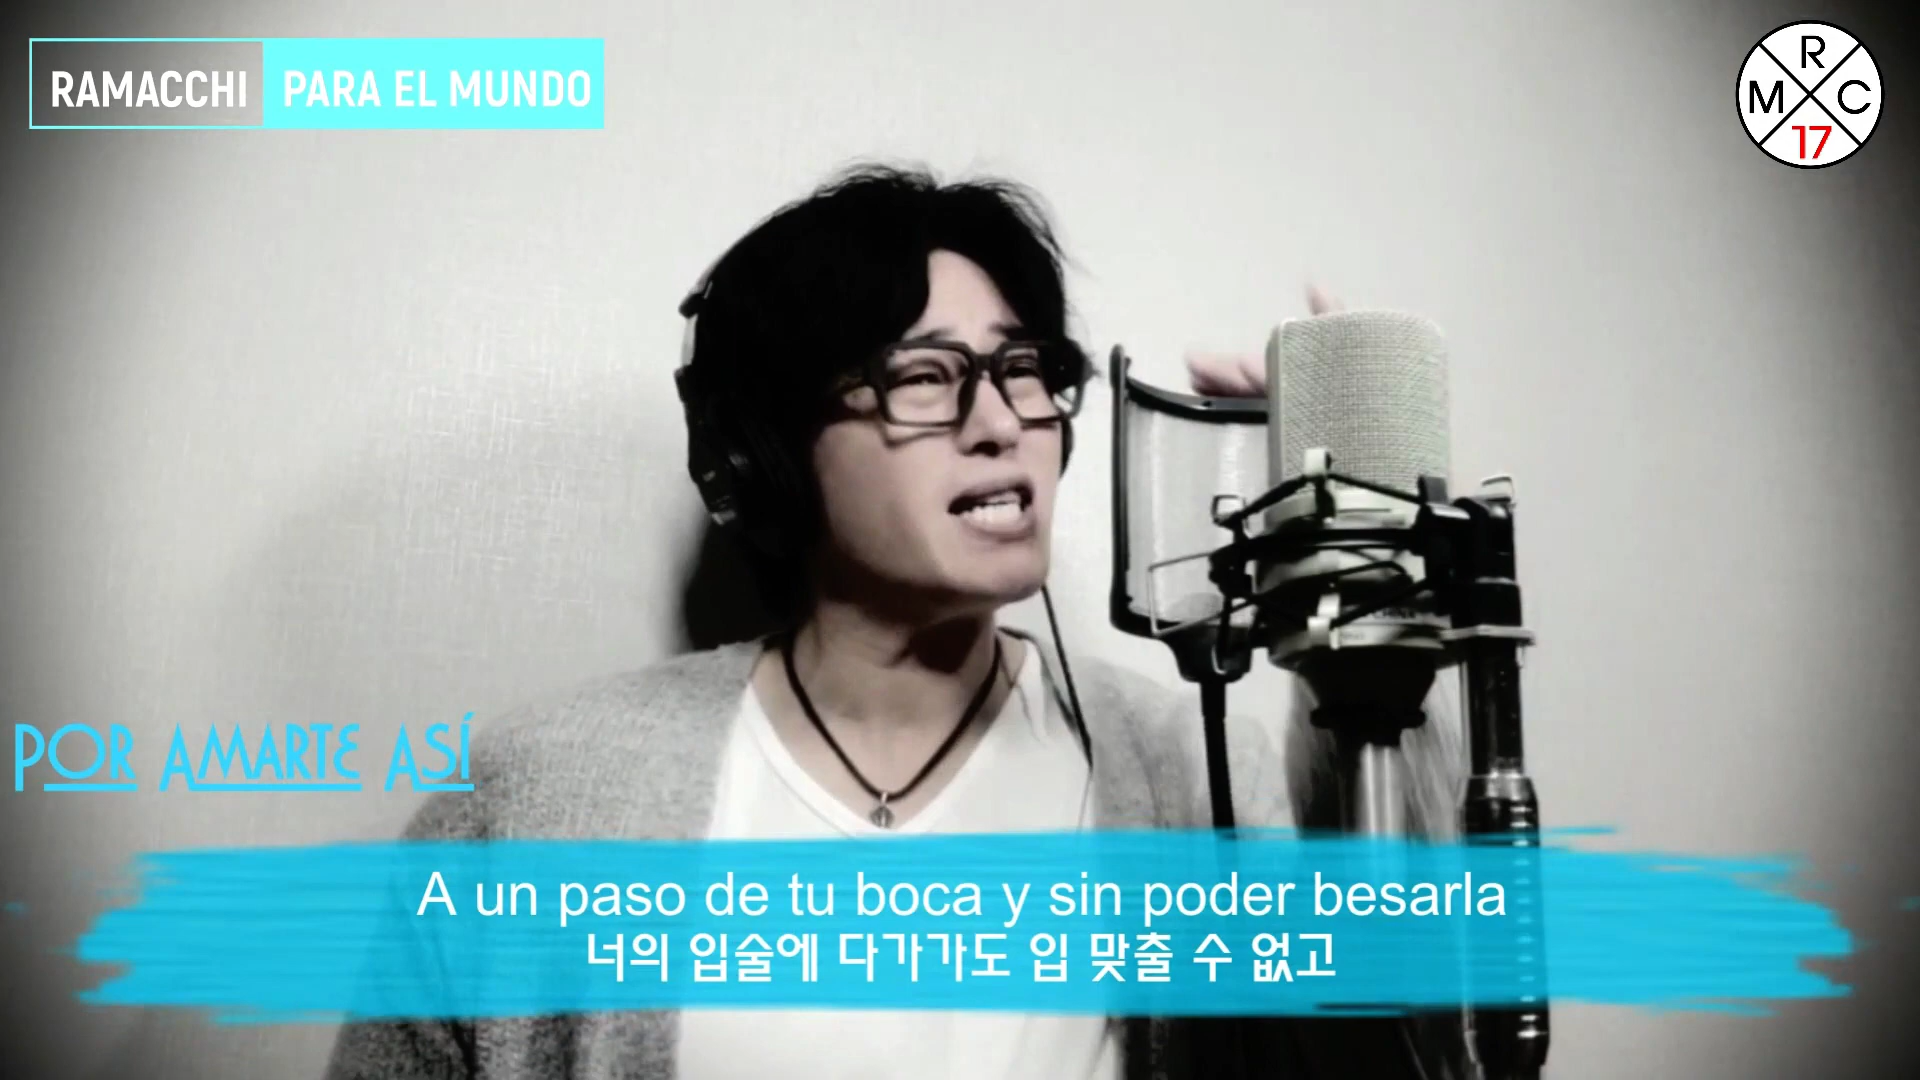 RAMACCHI PARA EL MUNDO
R
M C
17
POR AMARTE ASÍ
A un paso de tu boca y sin poder besarla
너의 입술에 다가가도 입 맞출 수 없고